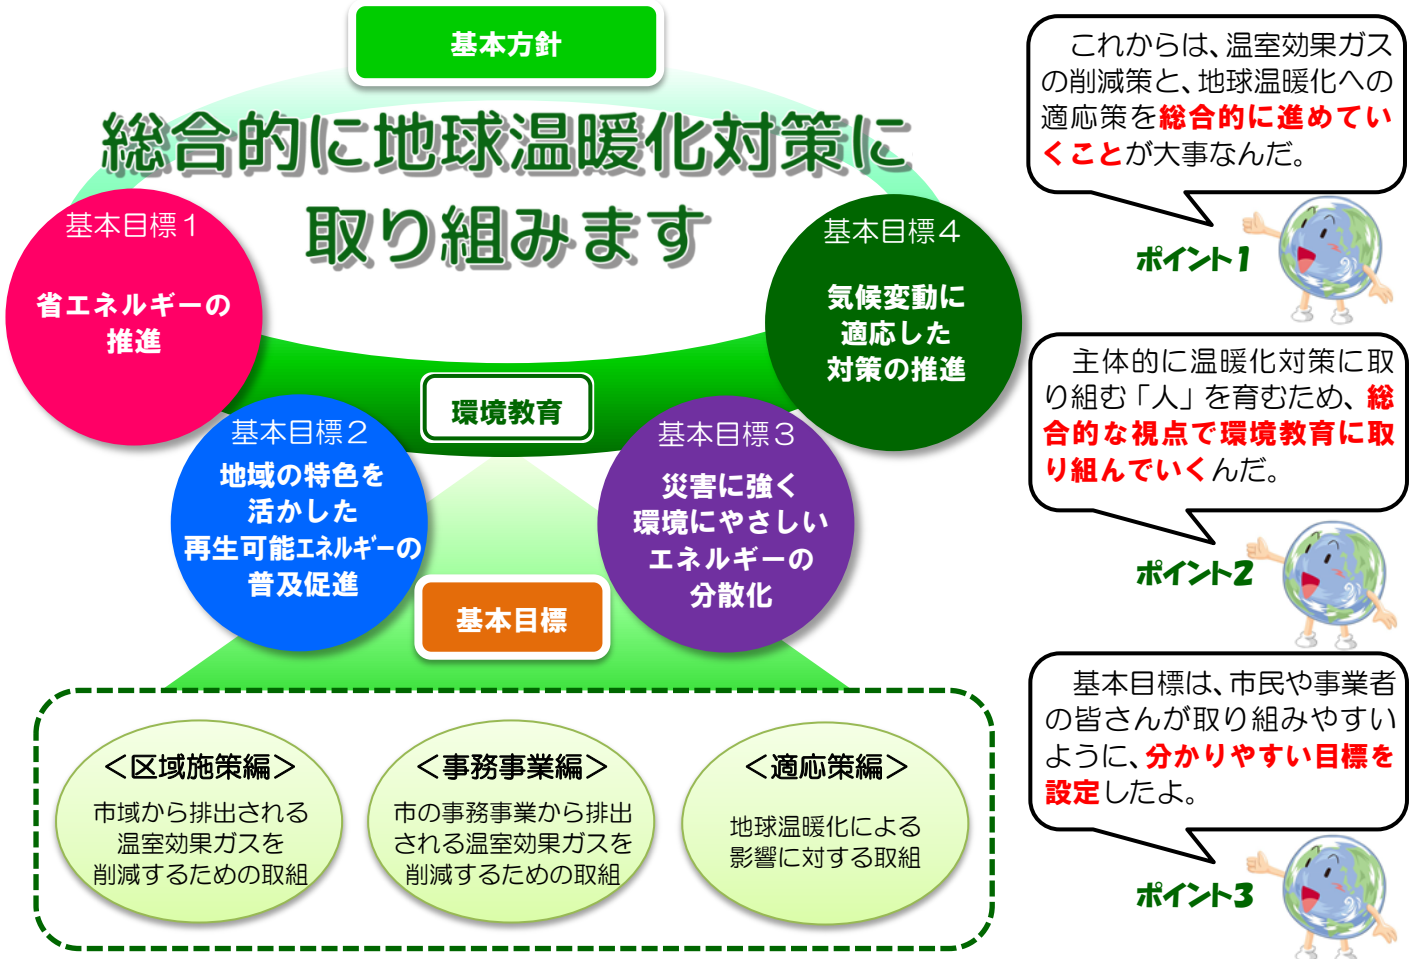 基本方針
総合的に地球温暖化対策に
取り組みます
基本目標１
省エネルギーの
推進
基本目標２
地域の特色を
活かした
再生可能ｴﾈﾙｷﾞｰの
普及促進
基本目標３
災害に強く
環境にやさしい
エネルギーの
分散化
基本目標４
気候変動に
適応した
対策の推進
環境教育
基本目標
＜区域施策編＞
市域から排出される
温室効果ガスを
削減するための取組
＜事務事業編＞
市の事務事業から排出
される温室効果ガスを
削減するための取組
＜適応策編＞
地球温暖化による
影響に対する取組
これからは、温室効果ガス
の削減策と、地球温暖化への
適応策を総合的に進めてい
くことが大事なんだ。
ポイント1
主体的に温暖化対策に取
り組む「人」を育むため、総
合的な視点で環境教育に取
り組んでいくんだ。
ポイント2
基本目標は、市民や事業者
の皆さんが取り組みやすい
ように、分かりやすい目標を
設定したよ。
ポイント3